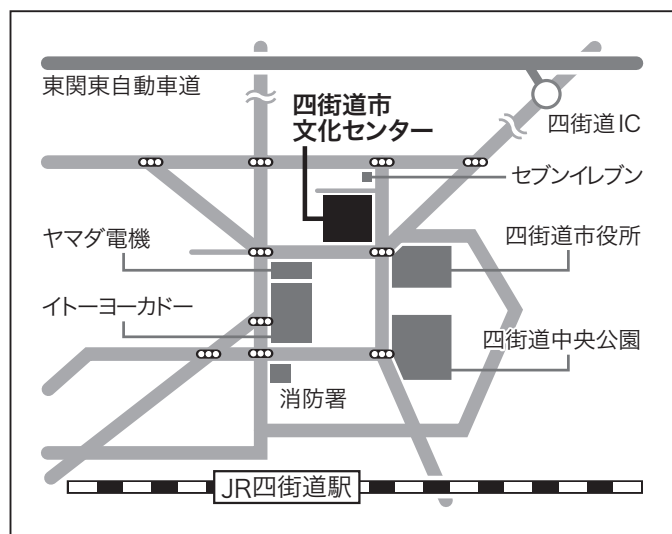 東関東自動車道
四街道市
文化センター
四街道IC
セブンイレブン
ヤマダ電機
四街道市役所
イトーヨーカドー
四街道中央公園
消防署
JR四街道駅